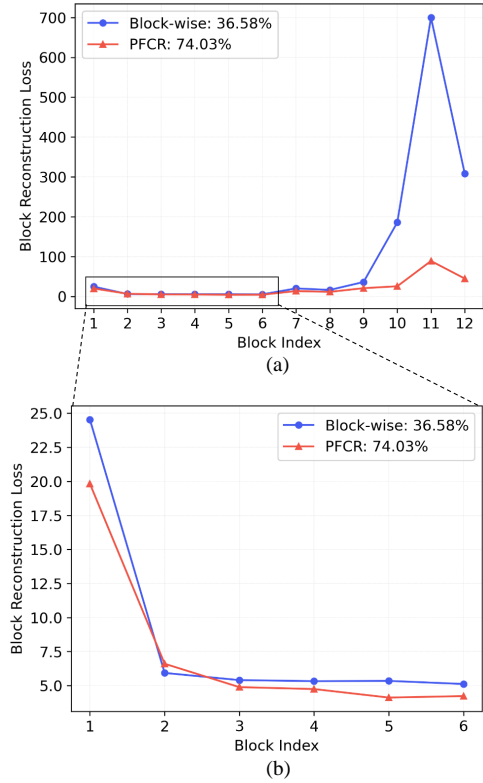 Block Reconstruction Loss
700
600
500
400
300
200
100
0
Block-wise: 36.58%
PFCR: 74.03%
1 2 3 4 5 6 7 8 9 10 11 12
Block Index
(a)
Block Reconstruction Loss
25.0
22.5
20.0
17.5
15.0
12.5
10.0
7.5
5.0
Block-wise: 36.58%
PFCR: 74.03%
1 2 3 4 5 6
Block Index
(b)